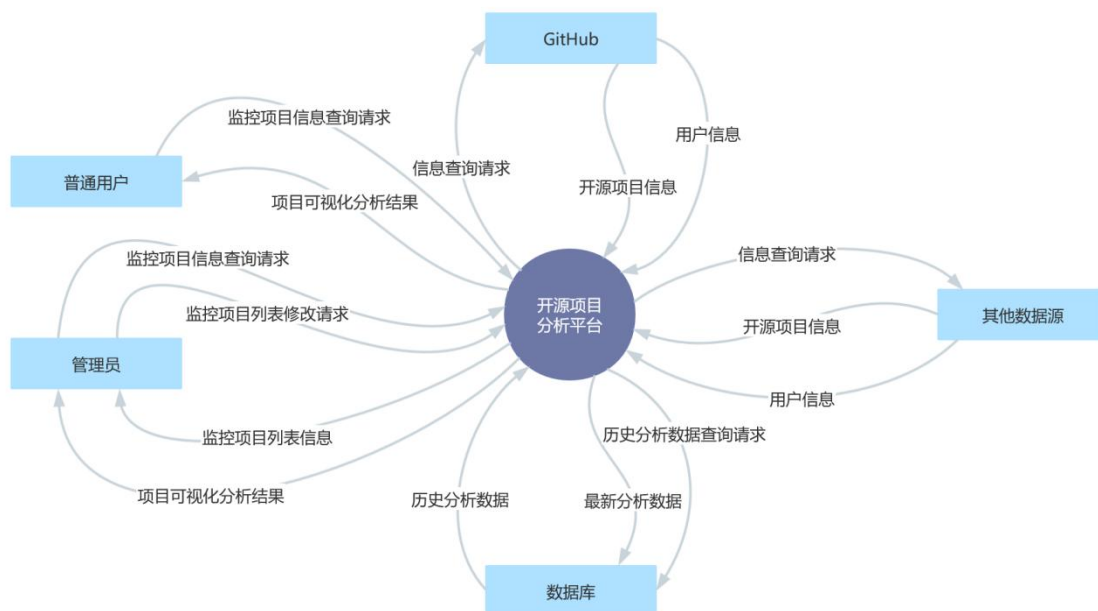 GitHub
监控项目信息查询请求
用户信息
信息查询请求
普通用户
开源项目信息
项目可视化分析结果
监控项目信息查询请求
信息查询请求
监控项目列表修改请求
开源项目
分析平台
其他数据源
开源项目信息
管理员
用户信息
监控项目列表信息
历史分析数据查询请求
项目可视化分析结果
历史分析数据
最新分析数据
数据库